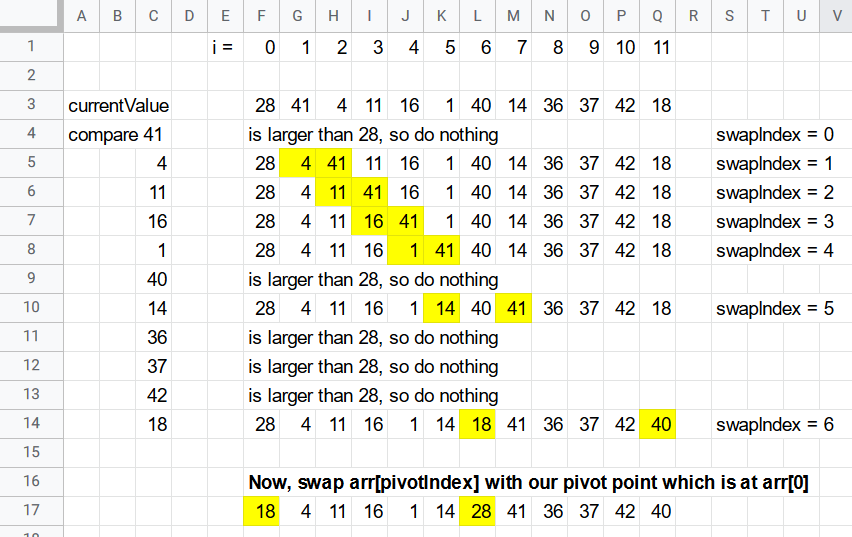 A B C D E F G H I J K L M N O P Q R S T U V
1 i = 0 1 2 3 4 5 6 7 8 9 10 11
2
3 currentValue 28 41 4 11 16 1 40 14 36 37 42 18
4 compare 41 is larger than 28, so do nothing swapIndex = 0
5 4 28 4 41 11 16 1 40 14 36 37 42 18 swapIndex = 1
6 11 28 4 11 41 16 1 40 14 36 37 42 18 swapIndex = 2
7 16 28 4 11 16 41 1 40 14 36 37 42 18 swapIndex = 3
8 1 28 4 11 16 1 41 40 14 36 37 42 18 swapIndex = 4
9 40 is larger than 28, so do nothing
10 14 28 4 11 16 1 14 40 41 36 37 42 18 swapIndex = 5
11 36 is larger than 28, so do nothing
12 37 is larger than 28, so do nothing
13 42 is larger than 28, so do nothing
14 18 28 4 11 16 1 14 18 41 36 37 42 40 swapIndex = 6
15
16 Now, swap arr[pivotIndex] with our pivot point which is at arr[0]
17 18 4 11 16 1 14 28 41 36 37 42 40